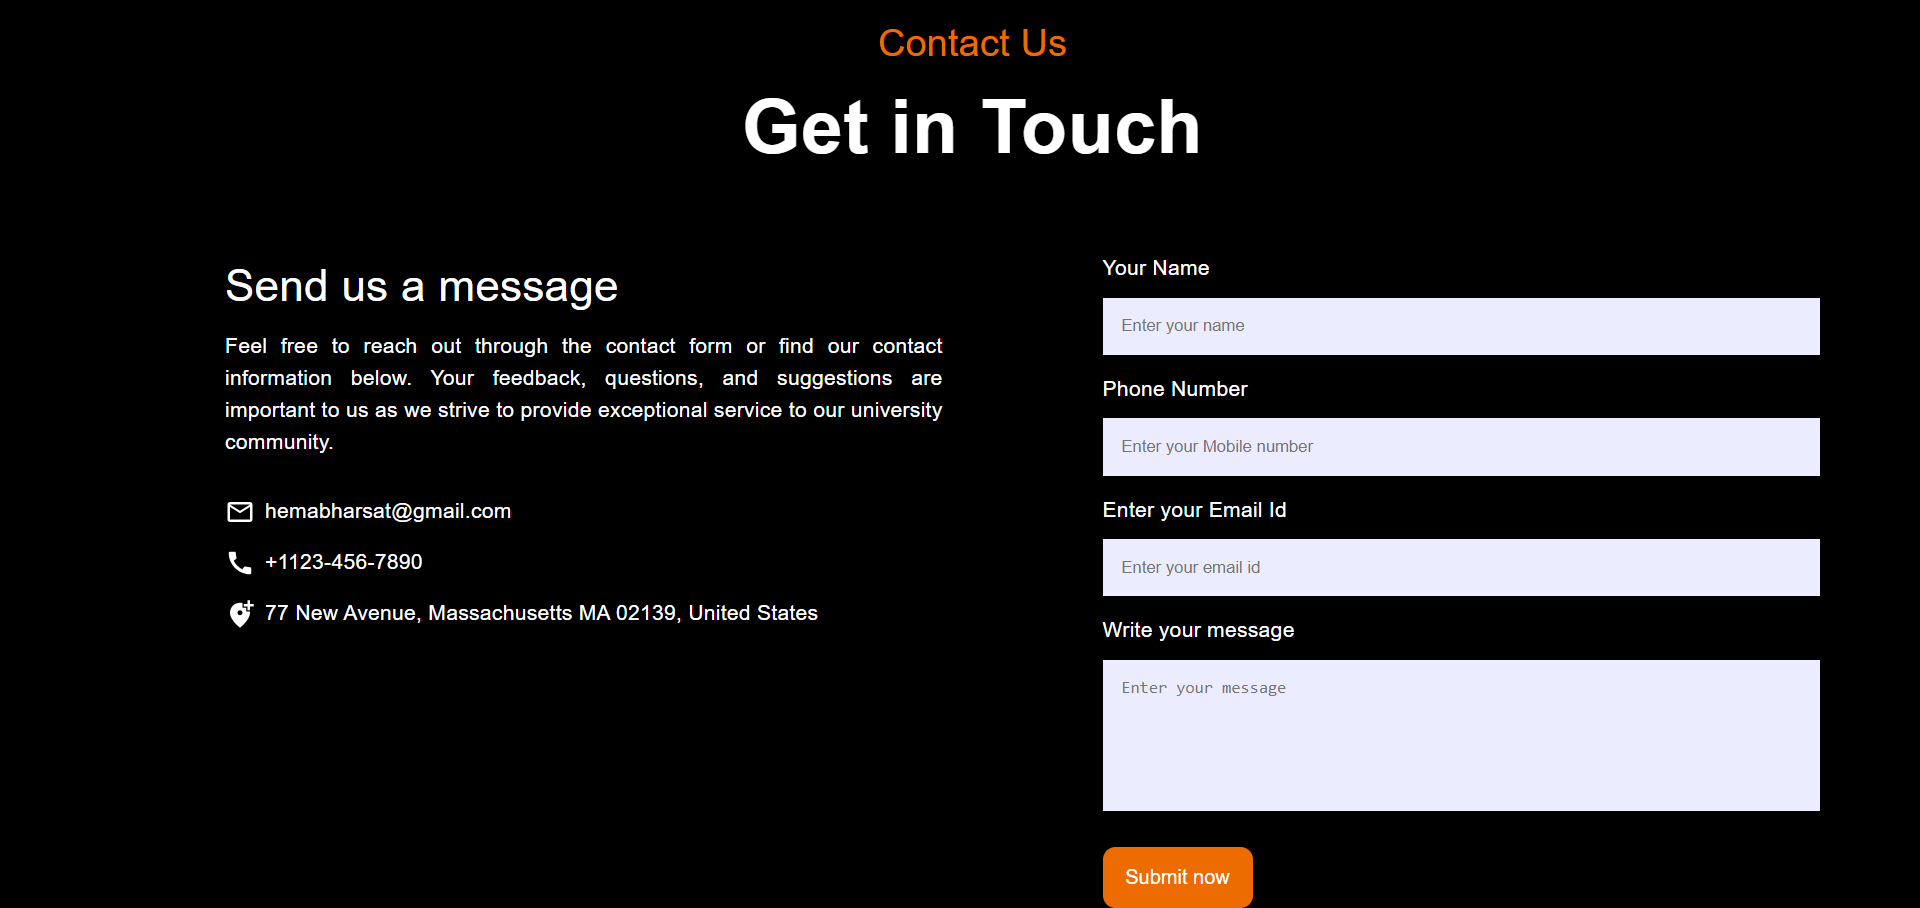 Contact Us
Get in Touch
Send us a message
Feel free to reach out through the contact form or find our contact
information below. Your feedback, questions, and suggestions are
important to us as we strive to provide exceptional service to our university
community.
hemabharsat@gmail.com
+1123-456-7890
77 New Avenue, Massachusetts MA 02139, United States
Your Name
Enter your name
Phone Number
Enter your Mobile number
Enter your Email Id
Enter your email id
Write your message
Enter your message
Submit now